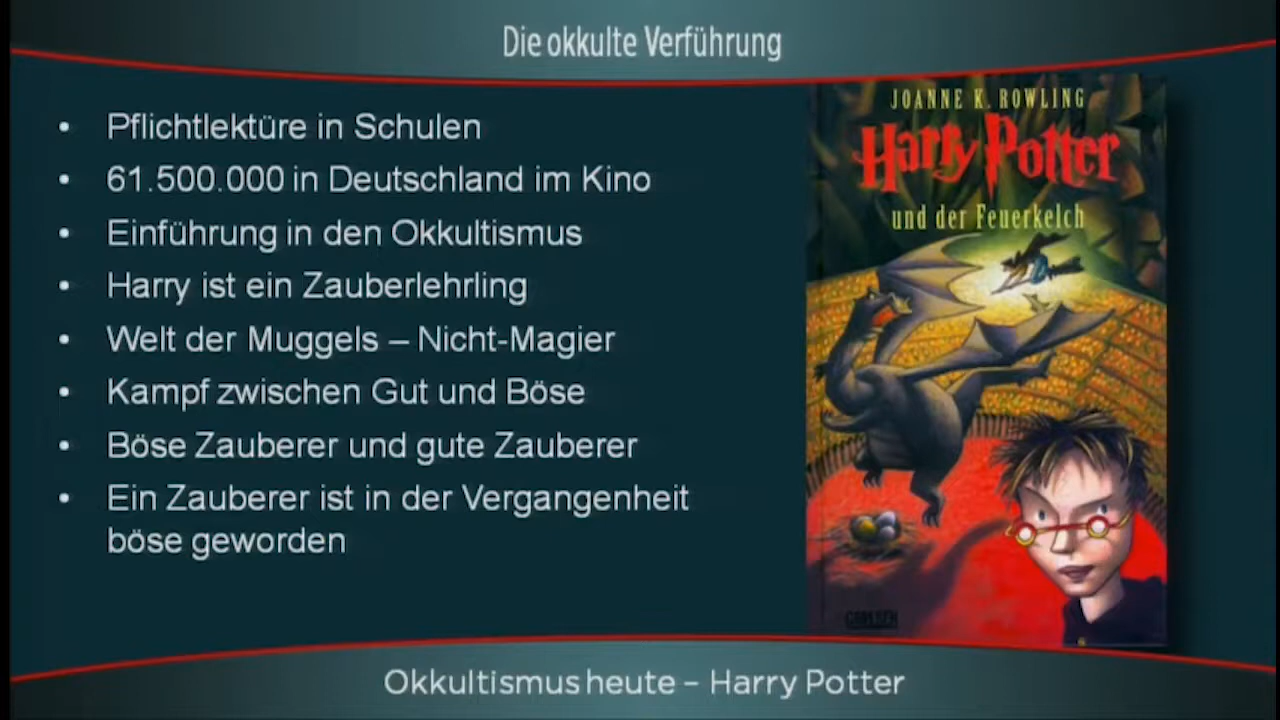 Die okkulte Verführung
• Pflichtlektüre in Schulen
• 61.500.000 in Deutschland im Kino
• Einführung in den Okkultismus
• Harry ist ein Zauberlehrling
• Welt der Muggels – Nicht-Magier
• Kampf zwischen Gut und Böse
• Böse Zauberer und gute Zauberer
• Ein Zauberer ist in der Vergangenheit
böse geworden
JOANNE K. ROWLING
Harry Potter
und der Feuerkelch
CARLSEN
Okkultismus heute – Harry Potter